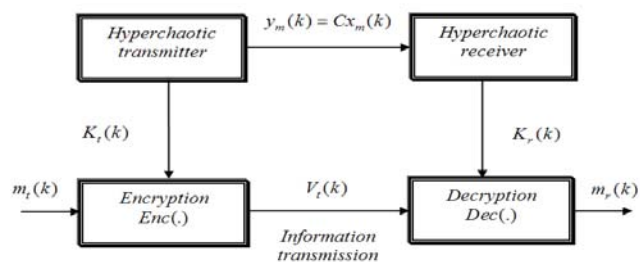 Hyperchaotic
transmitter
y_m(k) = Cx_m(k)
Hyperchaotic
receiver
K_t(k)
K_r(k)
m_t(k)
Encryption
Enc(.)
V_t(k)
Decryption
Dec(.)
m_r(k)
Information
transmission